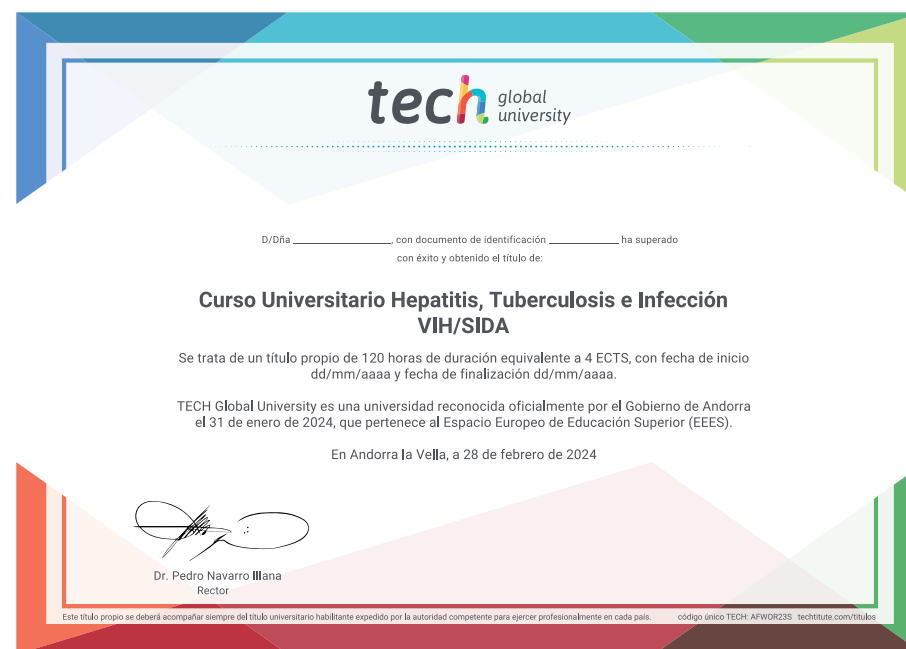 tech global university
D/Dña ________________, con documento de identificación ____________ ha superado
con éxito y obtenido el título de:
Curso Universitario Hepatitis, Tuberculosis e Infección
VIH/SIDA
Se trata de un título propio de 120 horas de duración equivalente a 4 ECTS, con fecha de inicio
dd/mm/aaaa y fecha de finalización dd/mm/aaaa.
TECH Global University es una universidad reconocida oficialmente por el Gobierno de Andorra
el 31 de enero de 2024, que pertenece al Espacio Europeo de Educación Superior (EEES).
En Andorra la Vella, a 28 de febrero de 2024
Dr. Pedro Navarro Illana
Rector
Este título propio se deberá acompañar siempre del título universitario habilitante expedido por la autoridad competente para ejercer profesionalmente en cada país. código único TECH: AFWOR23S techtitute.com/titulos